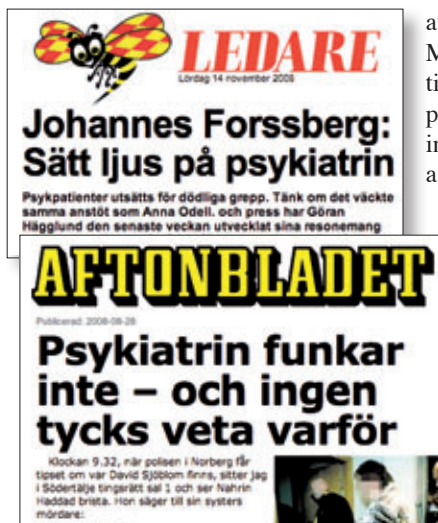 LEDARE
Lördag 14 november 2009
Johannes Forssberg:
Sätt ljus på psykiatrin
Psykpatienter utsätts för dödliga grepp. Tänk om det väckte
samma anstöt som Anna Odell. och press har Göran
Hägglund den senaste veckan utvecklat sina resonemang
AFTONBLADET
Publicerad: 2008-08-28
Psykiatrin funkar
inte – och ingen
tycks veta varför
Klockan 9.32, när polisen i Norberg får
tipset om var David Sjöblom finns, sitter jag
i Södertälje tingsrätt sal 1 och ser Nahrin
Haddad brista. Hon säger till sin systers
mördare: